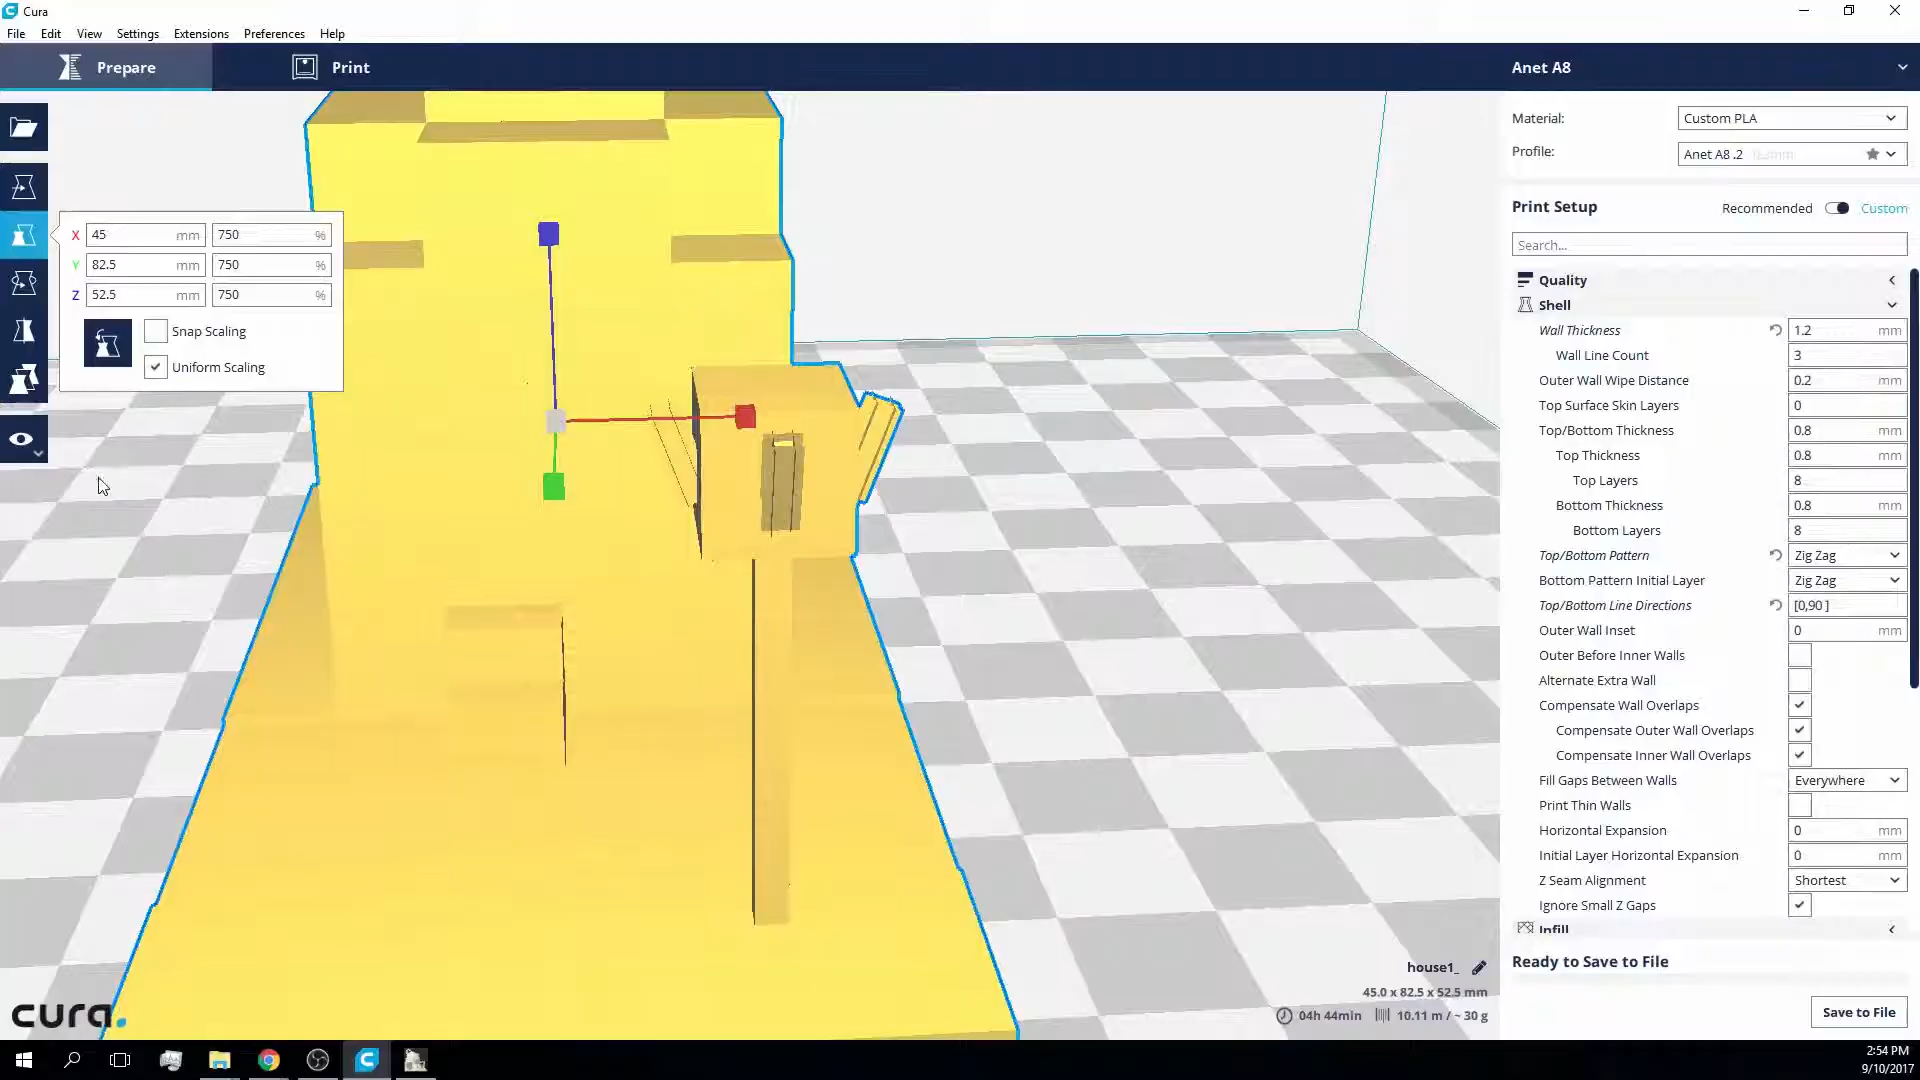 Cura
File Edit View Settings Extensions Preferences Help
Prepare
Print
Anet A8
X 45 mm 750 %
Y 82.5 mm 750 %
Z 52.5 mm 750 %
Snap Scaling
Uniform Scaling
Material: Custom PLA
Profile: Anet A8 .2
Print Setup Recommended Custom
Search...
Quality
Shell
Wall Thickness 1.2 mm
Wall Line Count 3
Outer Wall Wipe Distance 0.2 mm
Top Surface Skin Layers 0
Top/Bottom Thickness 0.8 mm
Top Thickness 0.8 mm
Top Layers 8
Bottom Thickness 0.8 mm
Bottom Layers 8
Top/Bottom Pattern Zig Zag
Bottom Pattern Initial Layer Zig Zag
Top/Bottom Line Directions [0,90 ]
Outer Wall Inset 0 mm
Outer Before Inner Walls
Alternate Extra Wall
Compensate Wall Overlaps
Compensate Outer Wall Overlaps
Compensate Inner Wall Overlaps
Fill Gaps Between Walls Everywhere
Print Thin Walls
Horizontal Expansion 0 mm
Initial Layer Horizontal Expansion 0 mm
Z Seam Alignment Shortest
Ignore Small Z Gaps
Infill
house1_
45.0 x 82.5 x 52.5 mm
04h 44min 10.11 m / ~ 30 g
Ready to Save to File
Save to File
cura.
2:54 PM
9/10/2017